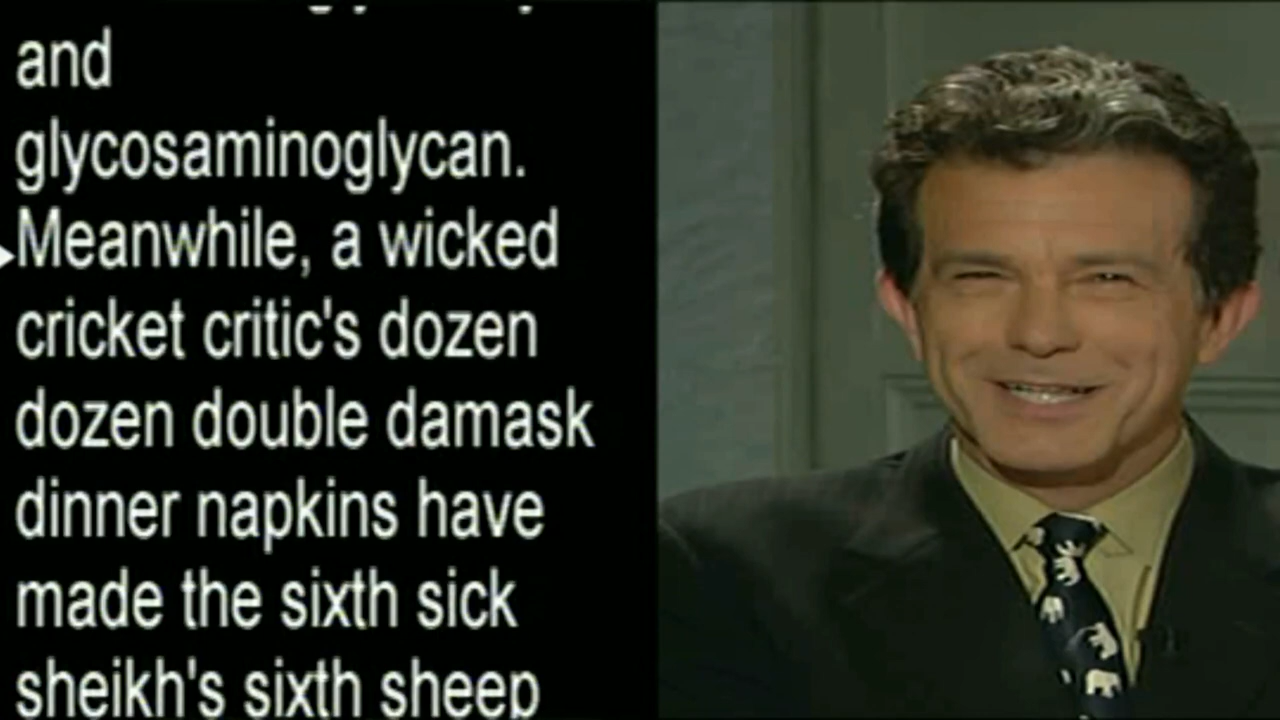 and
glycosaminoglycan.
Meanwhile, a wicked
cricket critic's dozen
dozen double damask
dinner napkins have
made the sixth sick
sheikh's sixth sheep